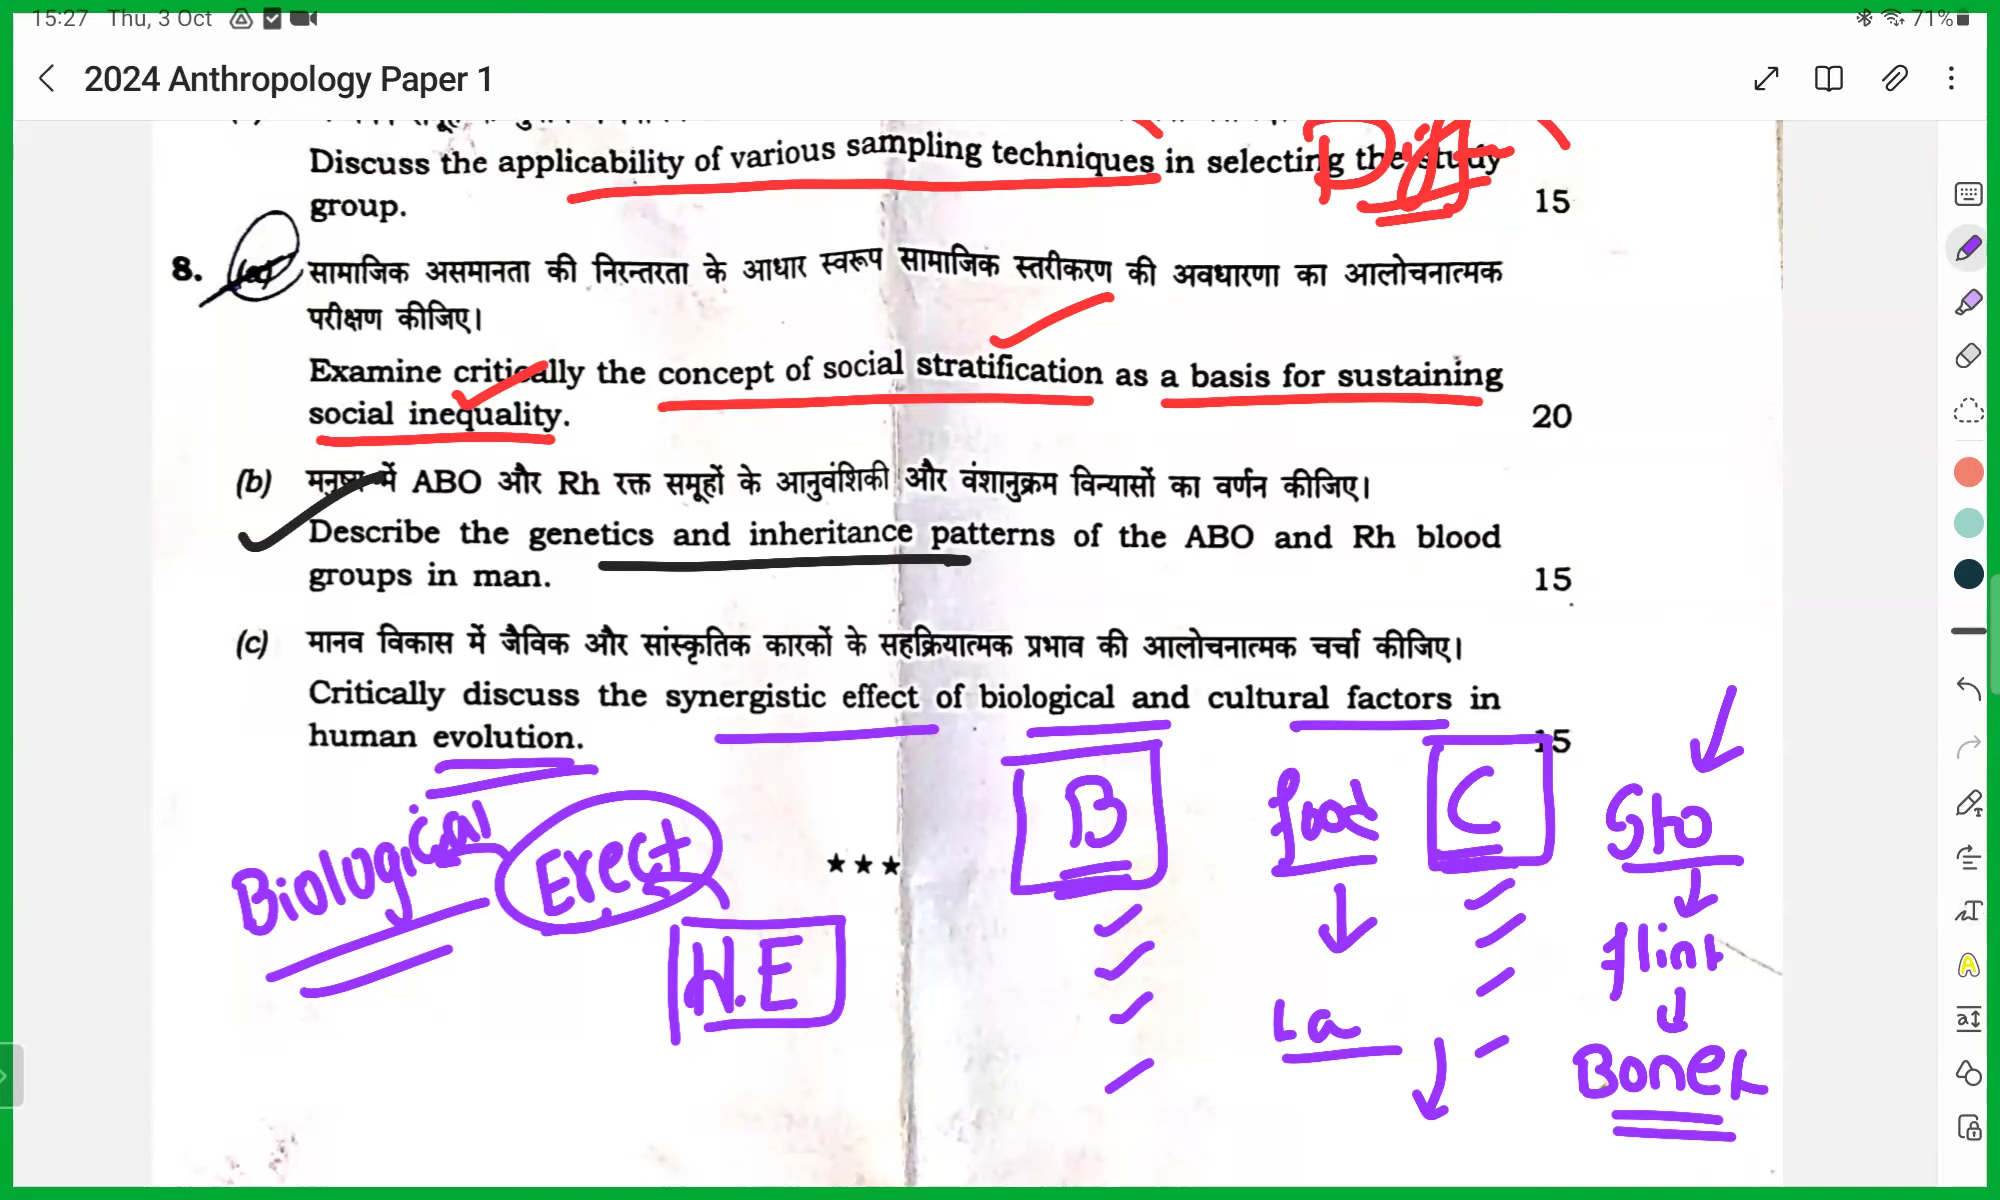 15:27 Thu, 3 Oct 71%
2024 Anthropology Paper 1
Discuss the applicability of various sampling techniques in selecting the study
group. 15
Diff
8. (a) सामाजिक असमानता की निरन्तरता के आधार स्वरूप सामाजिक स्तरीकरण की अवधारणा का आलोचनात्मक
परीक्षण कीजिए।
Examine critically the concept of social stratification as a basis for sustaining
social inequality. 20
(b) मनुष्य में ABO और Rh रक्त समूहों के आनुवंशिकी और वंशानुक्रम विन्यासों का वर्णन कीजिए।
Describe the genetics and inheritance patterns of the ABO and Rh blood
groups in man. 15
(c) मानव विकास में जैविक और सांस्कृतिक कारकों के सहक्रियात्मक प्रभाव की आलोचनात्मक चर्चा कीजिए।
Critically discuss the synergistic effect of biological and cultural factors in
human evolution. 15
Biological Erect B food C Sto
★★★
H.E flint
La Bones